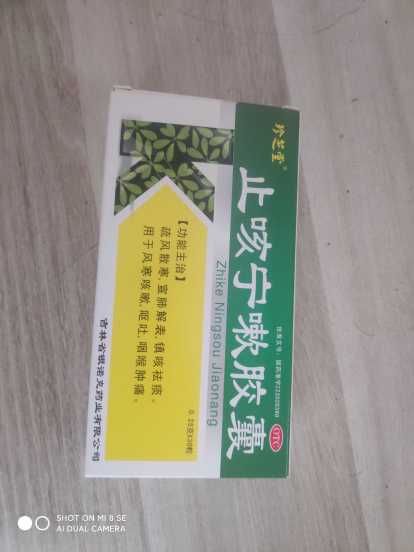 珍芝堂
止咳宁嗽胶囊
Zhike Ningsou Jiaonang
OTC
【功能主治】
疏风散寒，宣肺解表，镇咳祛痰。
用于风寒咳嗽，呕吐，咽喉肿痛。
吉林省银诺克药业有限公司
SHOT ON MI 8 SE
AI DUAL CAMERA